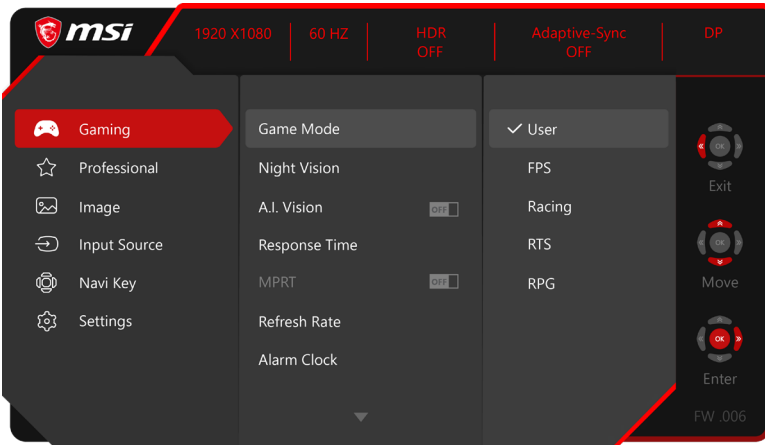 msi
1920 X1080
60 HZ
HDR
OFF
Adaptive-Sync
OFF
DP
Gaming
Professional
Image
Input Source
Navi Key
Settings
Game Mode
Night Vision
A.I. Vision
OFF
Response Time
MPRT
OFF
Refresh Rate
Alarm Clock
User
FPS
Racing
RTS
RPG
OK
Exit
OK
Move
OK
Enter
FW .006